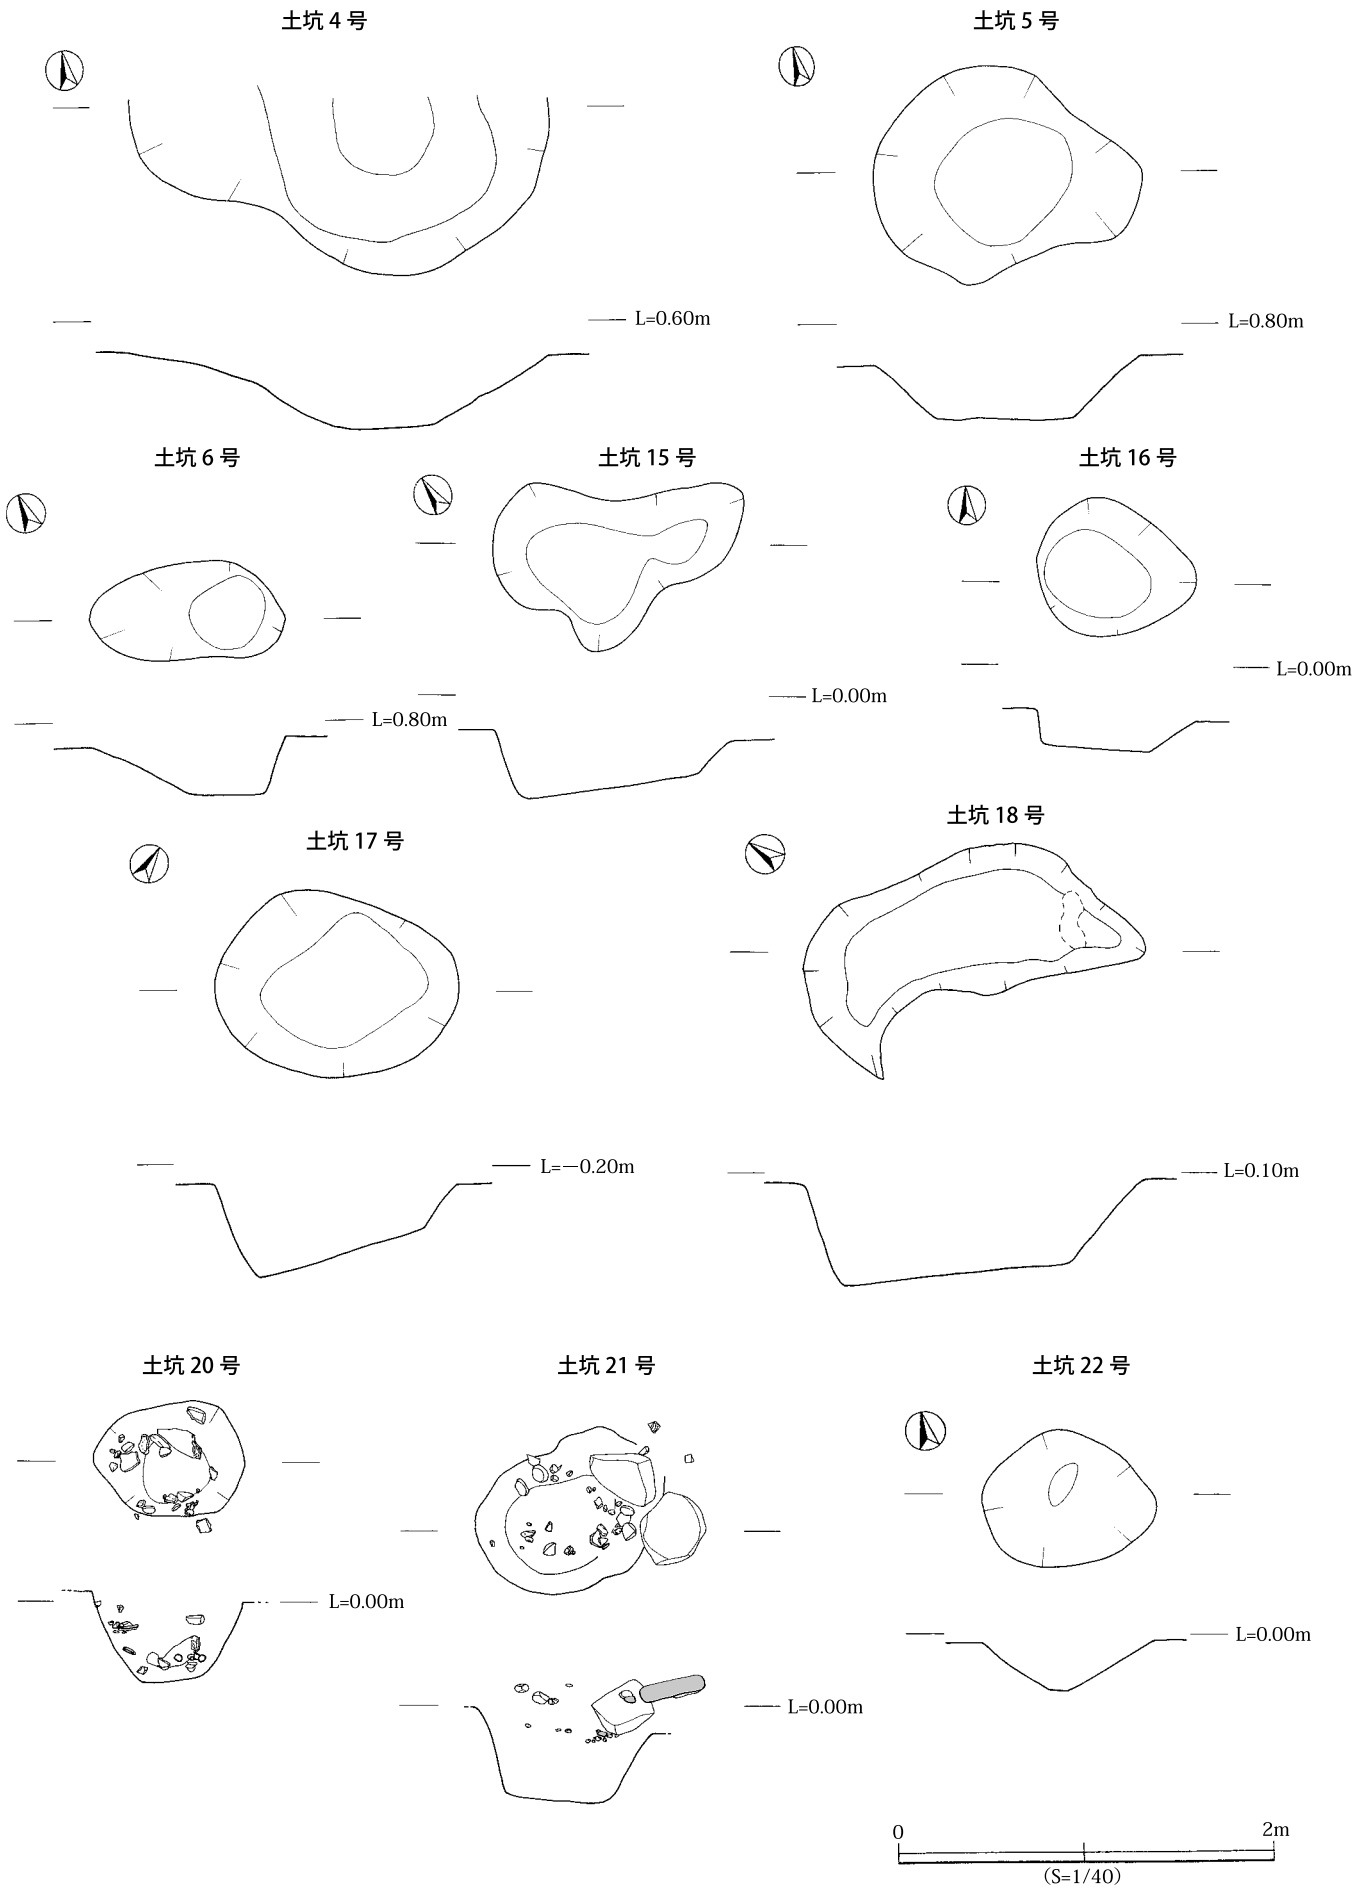 土坑 4 号
土坑 5 号
L=0.60m
L=0.80m
土坑 6 号
土坑 15 号
土坑 16 号
L=0.00m
L=0.00m
L=0.80m
土坑 17 号
土坑 18 号
L=−0.20m
L=0.10m
土坑 20 号
土坑 21 号
土坑 22 号
L=0.00m
L=0.00m
L=0.00m
0 2m
(S=1/40)